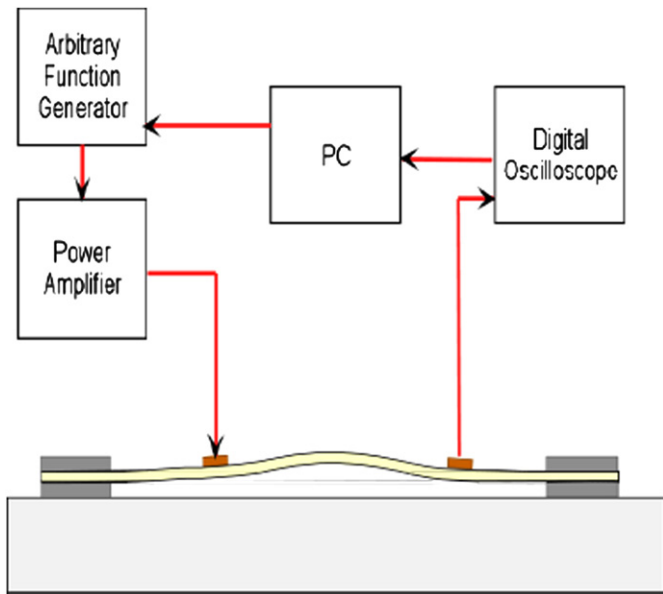 Arbitrary
Function
Generator
PC
Digital
Oscilloscope
Power
Amplifier